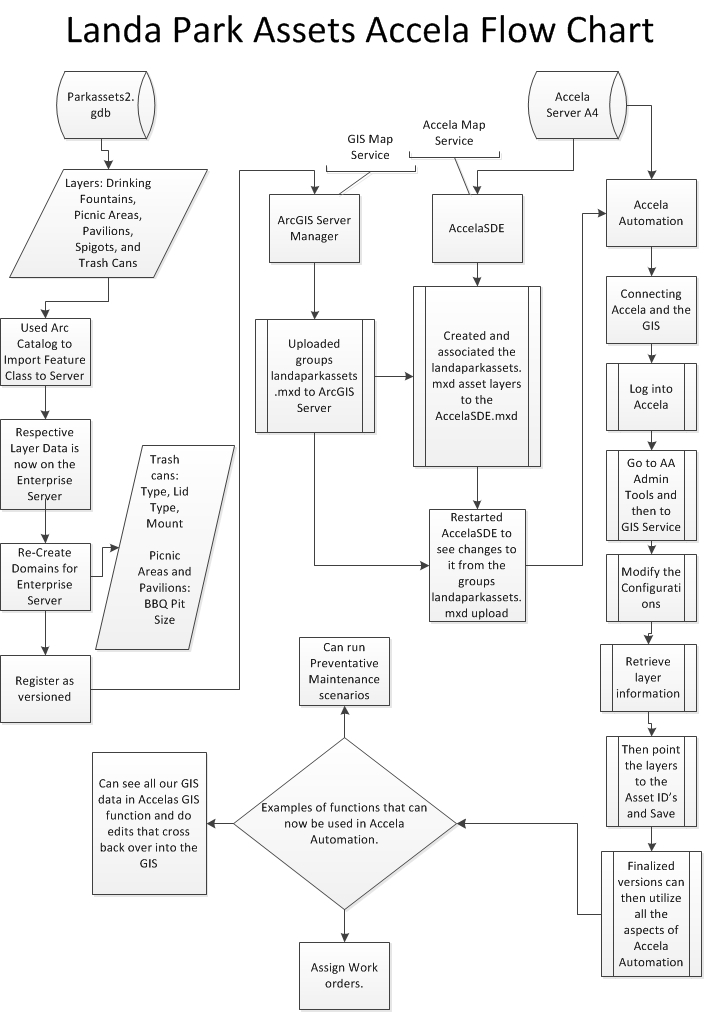 Landa Park Assets Accela Flow Chart
Parkassets2.
gdb
Layers: Drinking
Fountains,
Picnic Areas,
Pavilions,
Spigots, and
Trash Cans
Used Arc
Catalog to
Import Feature
Class to Server
Respective
Layer Data is
now on the
Enterprise
Server
Re-Create
Domains for
Enterprise
Server
Trash
cans:
Type, Lid
Type,
Mount
Picnic
Areas and
Pavilions:
BBQ Pit
Size
Register as
versioned
GIS Map
Service
ArcGIS Server
Manager
Uploaded
groups
landaparkassets
.mxd to ArcGIS
Server
Accela Map
Service
Accela
Server A4
AccelaSDE
Created and
associated the
landaparkassets.
mxd asset layers
to the
AccelaSDE.mxd
Restarted
AccelaSDE to
see changes to
it from the
groups
landaparkassets.
mxd upload
Accela
Automation
Connecting
Accela and the
GIS
Log into
Accela
Go to AA
Admin
Tools and
then to
GIS Service
Modify the
Configurati
ons
Retrieve
layer
information
Then point
the layers
to the
Asset ID's
and Save
Finalized
versions can
then utilize
all the
aspects of
Accela
Automation
Examples of functions that can
now be used in Accela
Automation.
Can run
Preventative
Maintenance
scenarios
Can see all our GIS
data in Accelas GIS
function and do
edits that cross
back over into the
GIS
Assign Work
orders.